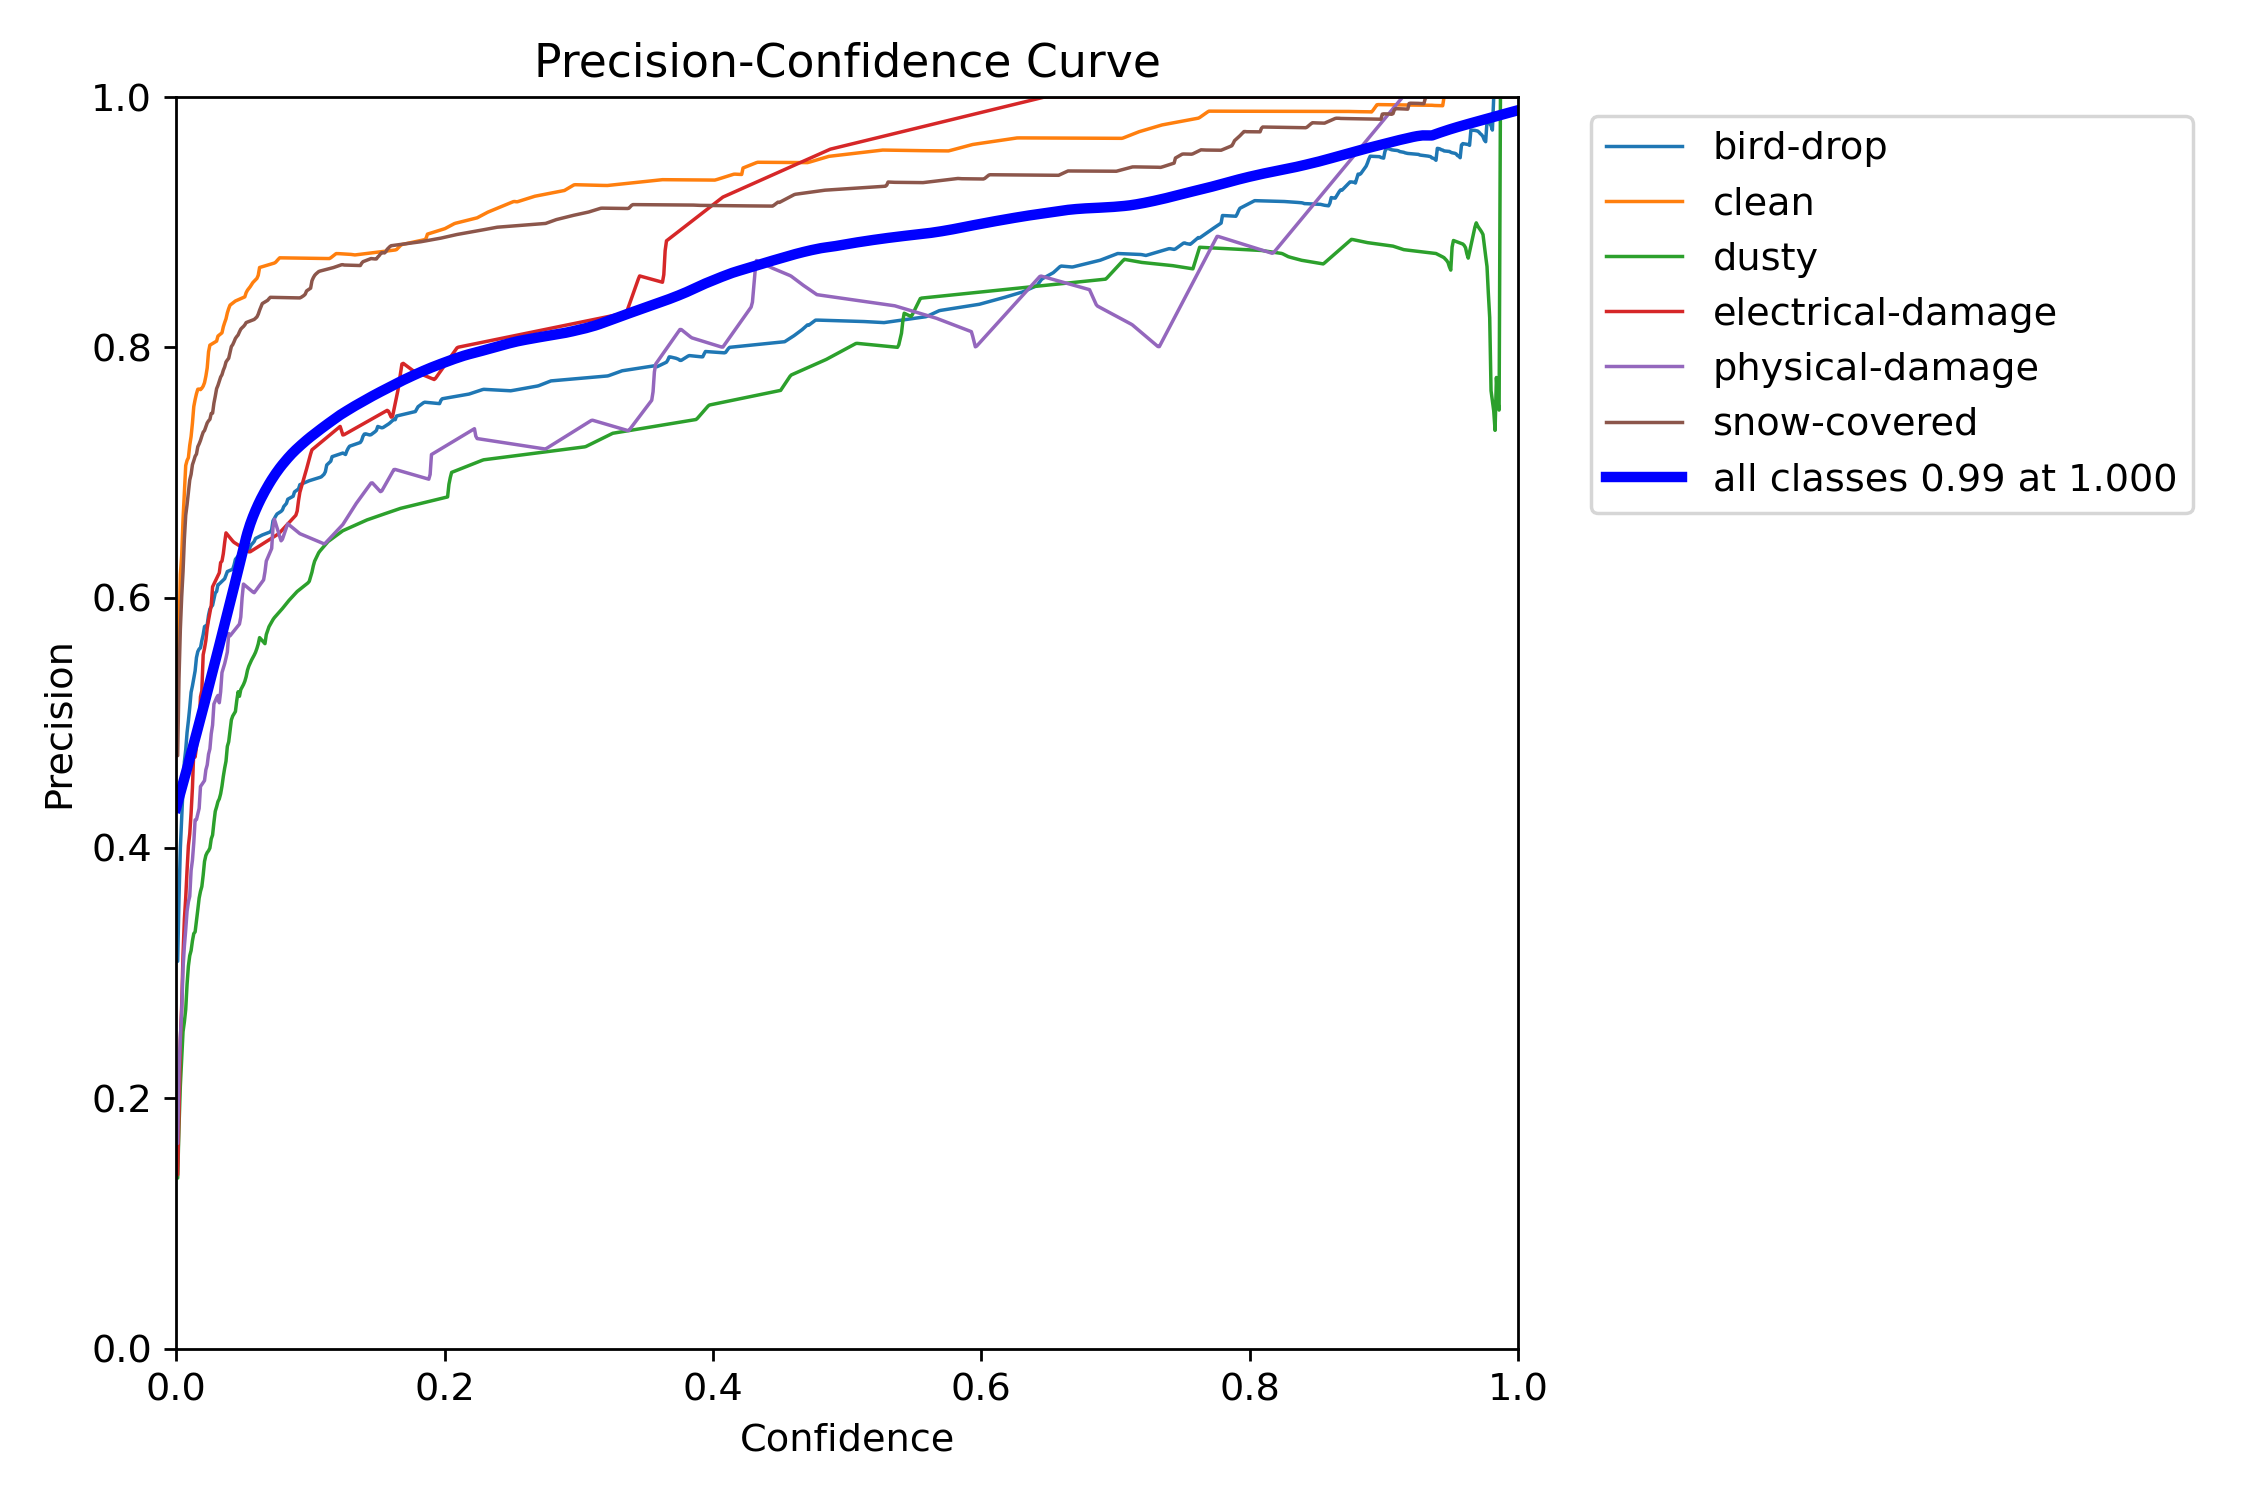 Precision-Confidence Curve
1.0
0.8
0.6
0.4
0.2
0.0
Precision
0.0 0.2 0.4 0.6 0.8 1.0
Confidence
bird-drop
clean
dusty
electrical-damage
physical-damage
snow-covered
all classes 0.99 at 1.000